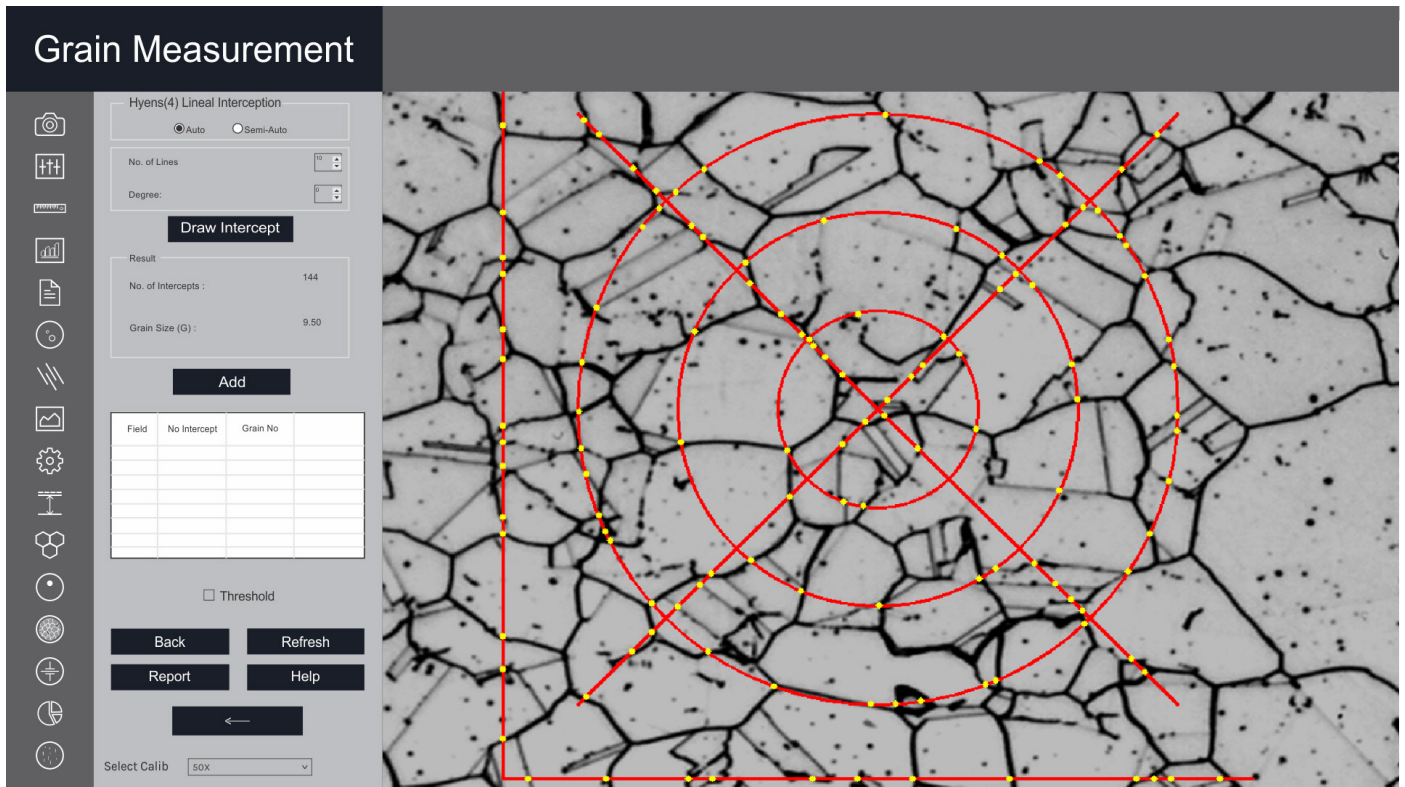 Grain Measurement
Hyens(4) Lineal Interception
Auto Semi-Auto
No. of Lines 10
Degree: 0
Draw Intercept
Result
144
No. of Intercepts :
9.50
Grain Size (G) :
Add
Field No Intercept Grain No
Threshold
Back Refresh
Report Help
Select Calib 50X